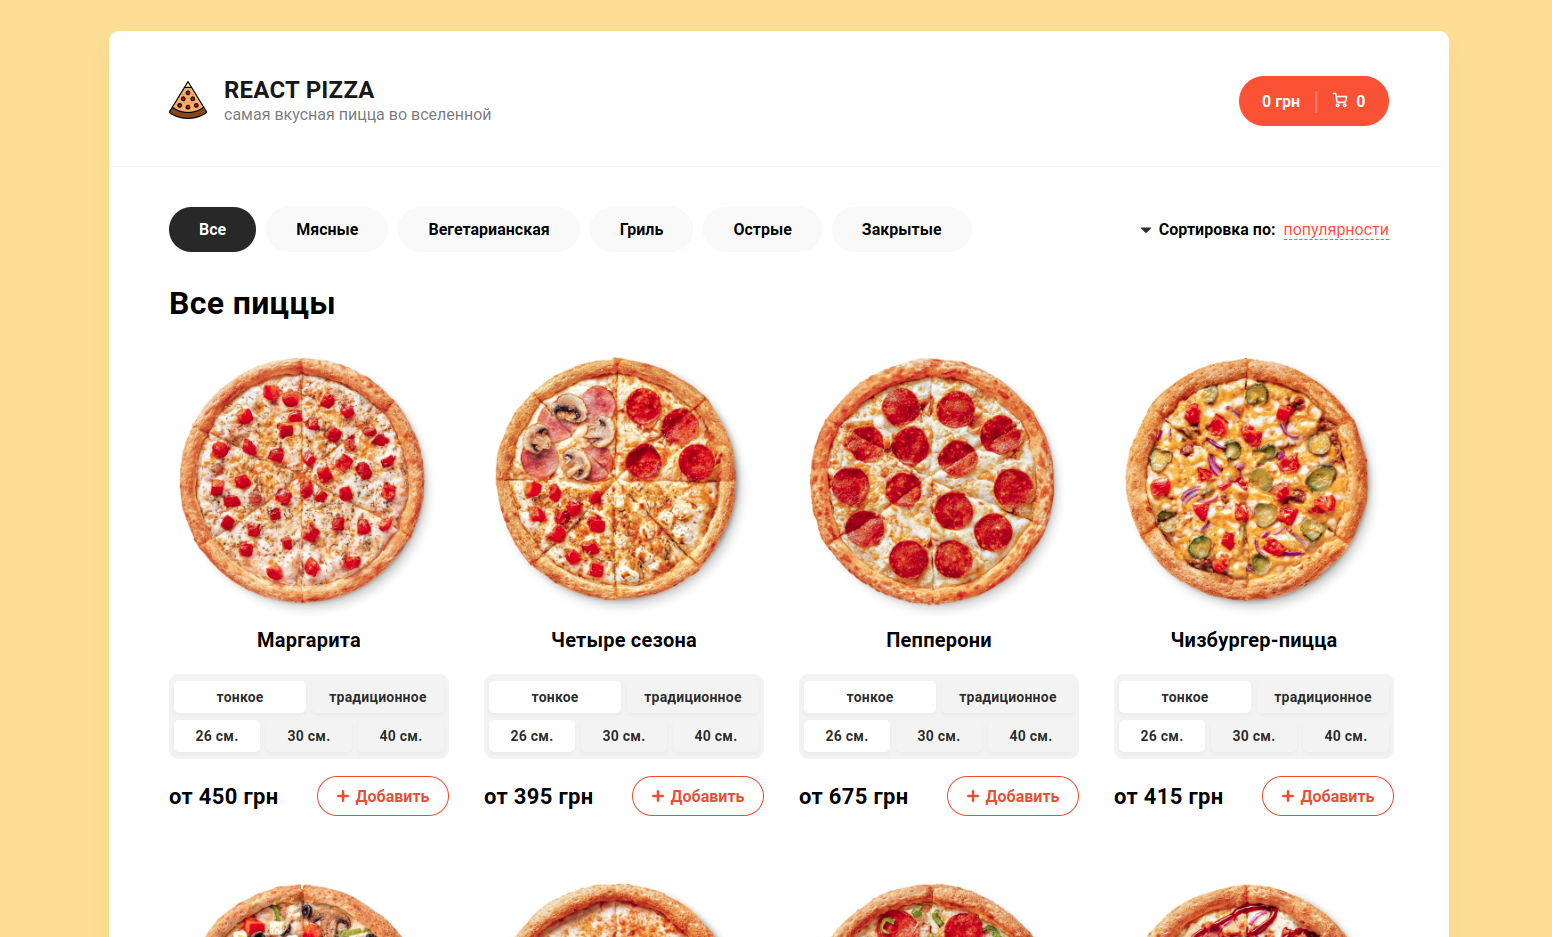 REACT PIZZA
самая вкусная пицца во вселенной
0 грн 0
Все Мясные Вегетарианская Гриль Острые Закрытые Сортировка по: популярности
Все пиццы
Маргарита Четыре сезона Пепперони Чизбургер-пицца
тонкое традиционное тонкое традиционное тонкое традиционное тонкое традиционное
26 см. 30 см. 40 см. 26 см. 30 см. 40 см. 26 см. 30 см. 40 см. 26 см. 30 см. 40 см.
от 450 грн + Добавить от 395 грн + Добавить от 675 грн + Добавить от 415 грн + Добавить